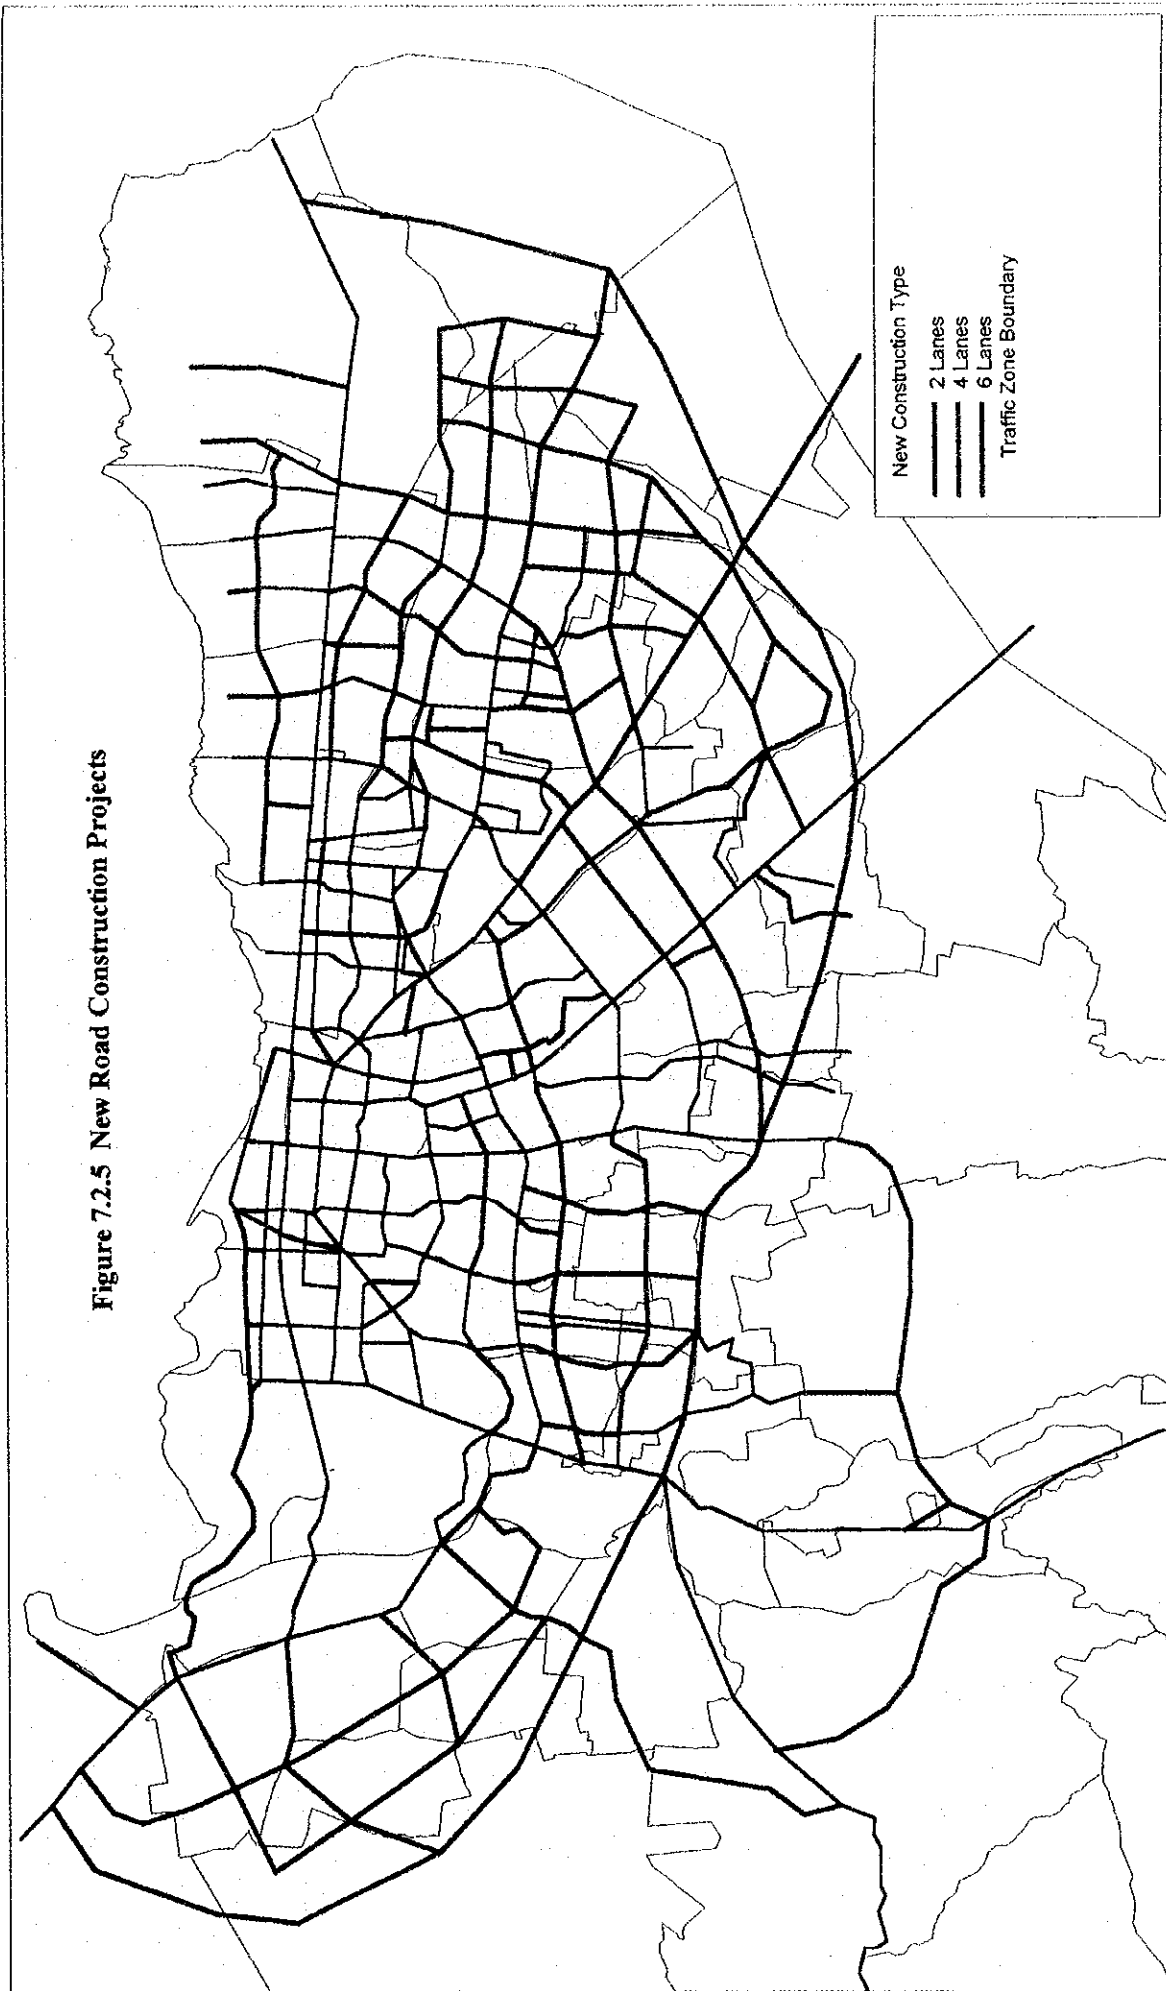 Figure 7.2.5 New Road Construction Projects
New Construction Type
2 Lanes
4 Lanes
6 Lanes
Traffic Zone Boundary